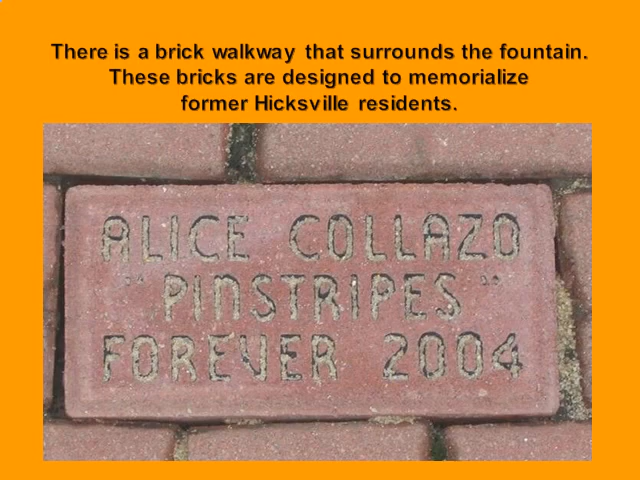 There is a brick walkway that surrounds the fountain.
These bricks are designed to memorialize
former Hicksville residents.
ALICE COLLAZO
"PINSTRIPES"
FOREVER 2004